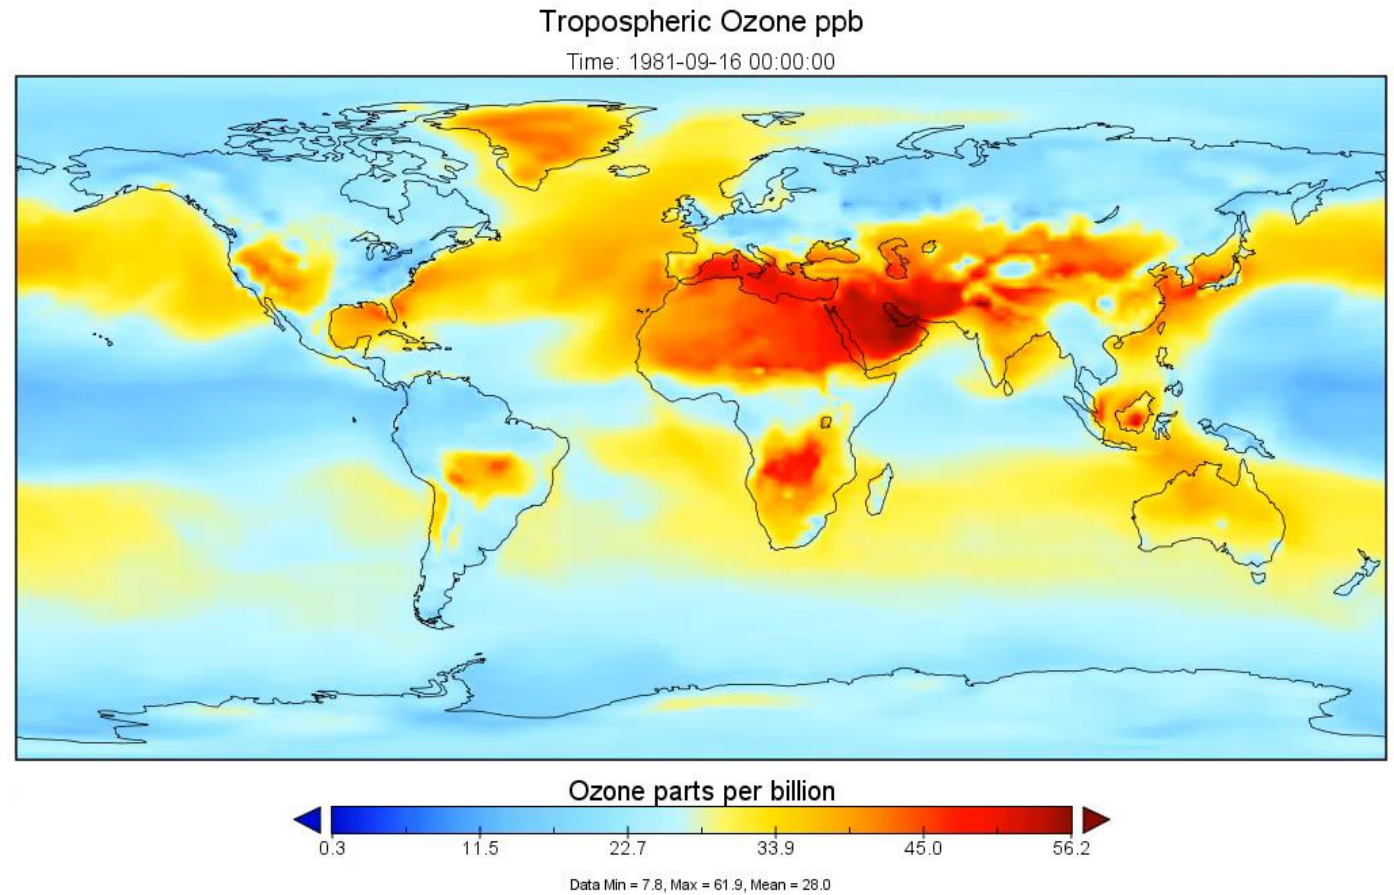 Tropospheric Ozone ppb
Time: 1981-09-16 00:00:00
Ozone parts per billion
0.3 11.5 22.7 33.9 45.0 56.2
Data Min = 7.8, Max = 61.9, Mean = 28.0